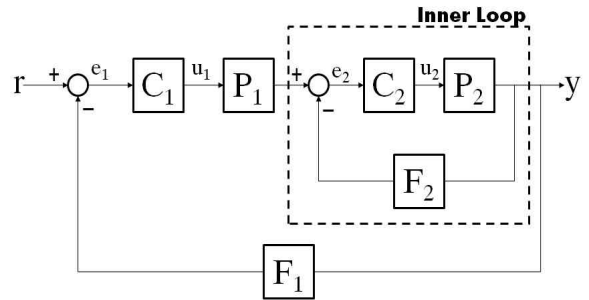 Inner Loop
r + e₁ C₁ u₁ P₁ + e₂ C₂ u₂ P₂ y
− −
F₂
F₁